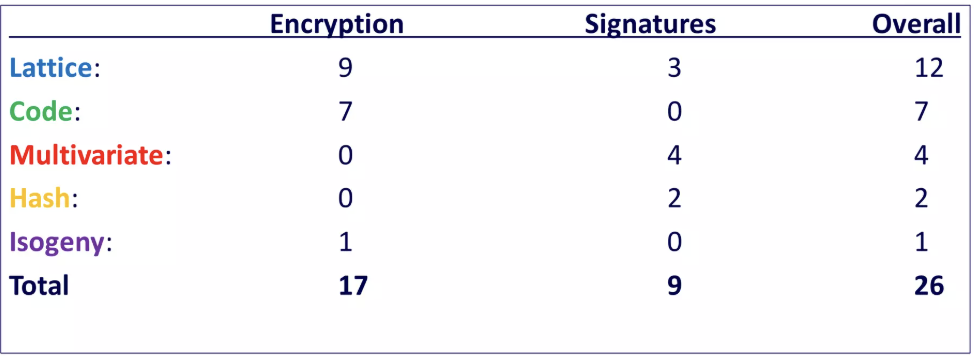 Encryption Signatures Overall
Lattice: 9 3 12
Code: 7 0 7
Multivariate: 0 4 4
Hash: 0 2 2
Isogeny: 1 0 1
Total 17 9 26